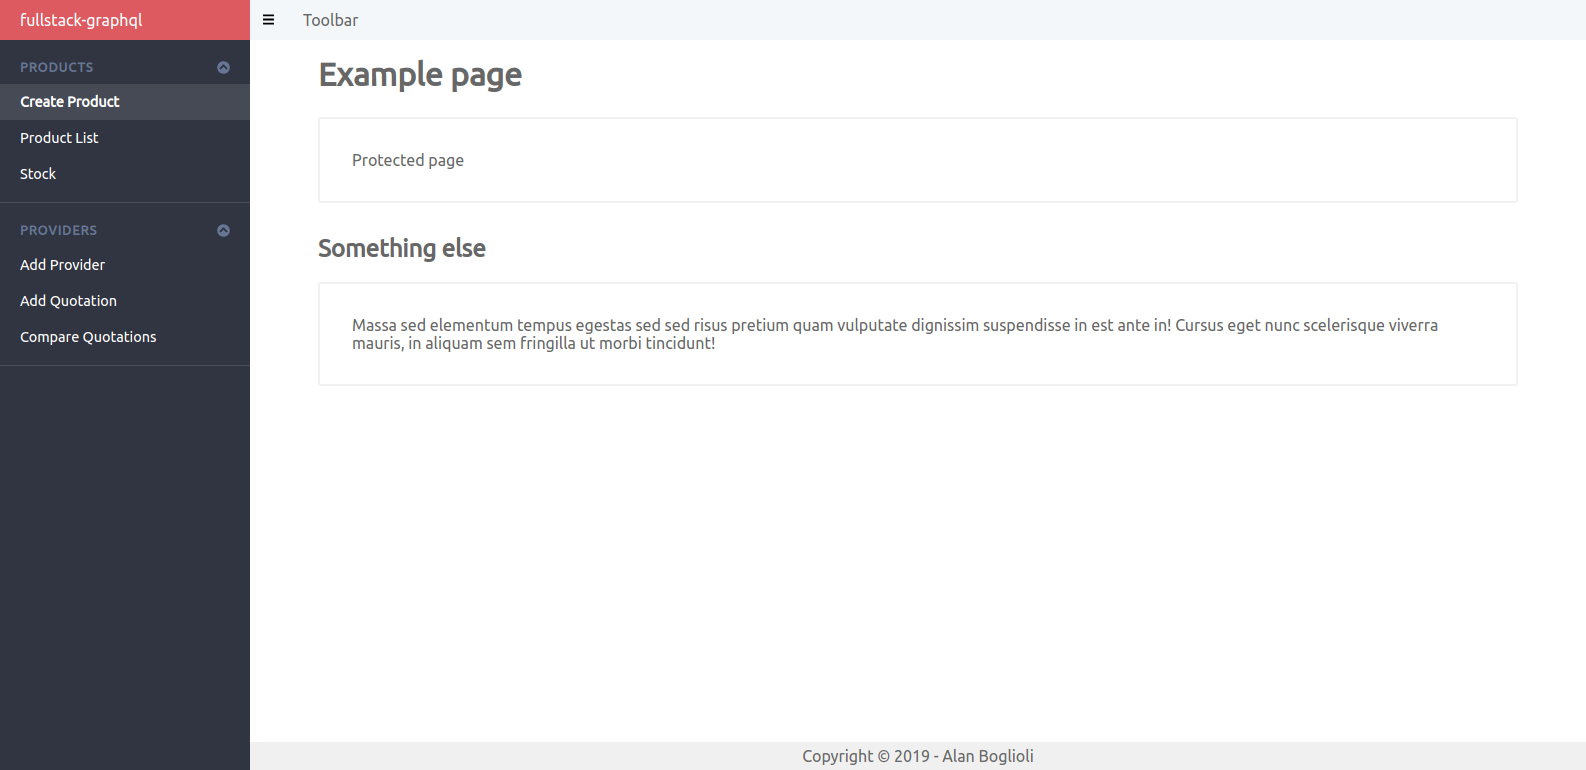 fullstack-graphql
Toolbar
PRODUCTS
Create Product
Product List
Stock
PROVIDERS
Add Provider
Add Quotation
Compare Quotations
Example page
Protected page
Something else
Massa sed elementum tempus egestas sed sed risus pretium quam vulputate dignissim suspendisse in est ante in! Cursus eget nunc scelerisque viverra
mauris, in aliquam sem fringilla ut morbi tincidunt!
Copyright © 2019 - Alan Boglioli